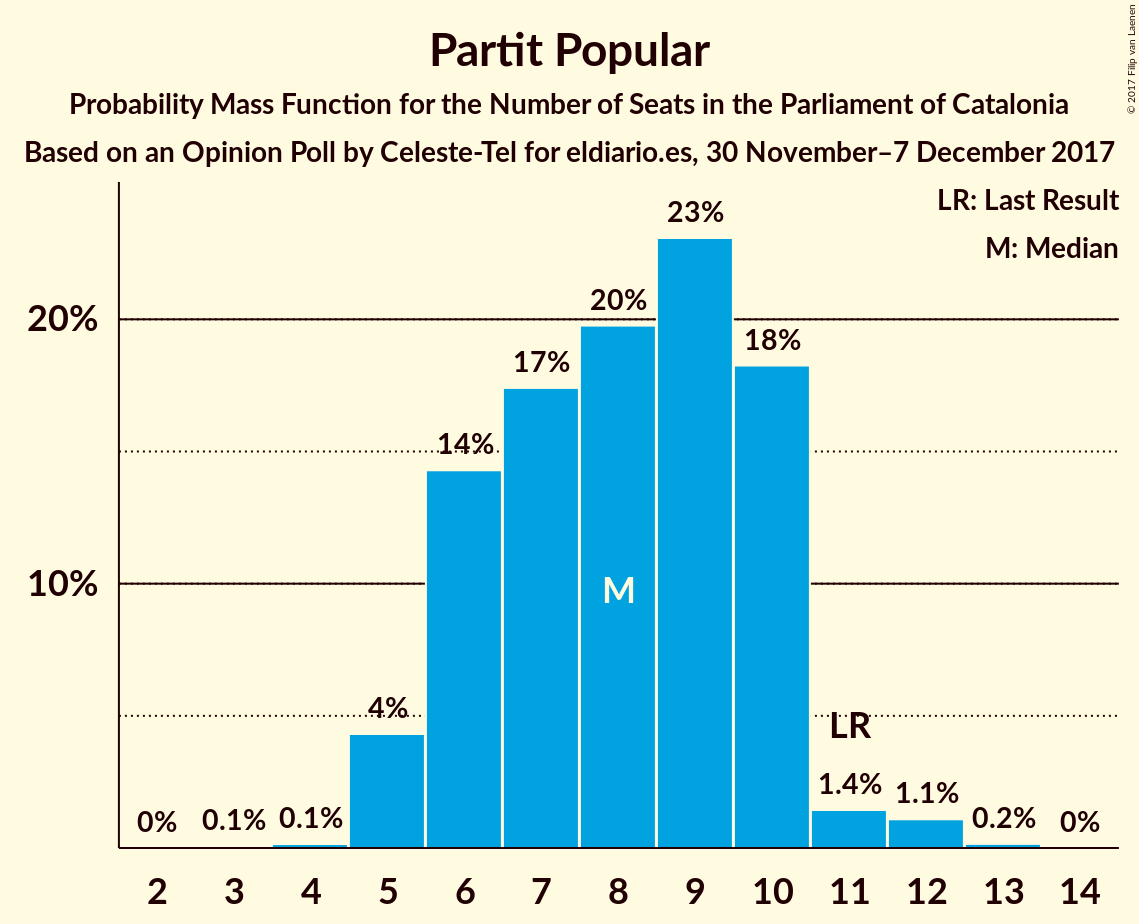 Partit Popular
Probability Mass Function for the Number of Seats in the Parliament of Catalonia
Based on an Opinion Poll by Celeste-Tel for eldiario.es, 30 November–7 December 2017
© 2017 Filip van Laenen
LR: Last Result
M: Median
23%
20%
20%
18%
17%
14%
10%
M
4%
LR
1.4%
1.1%
0% 0.1% 0.1% 0.2% 0%
2 3 4 5 6 7 8 9 10 11 12 13 14